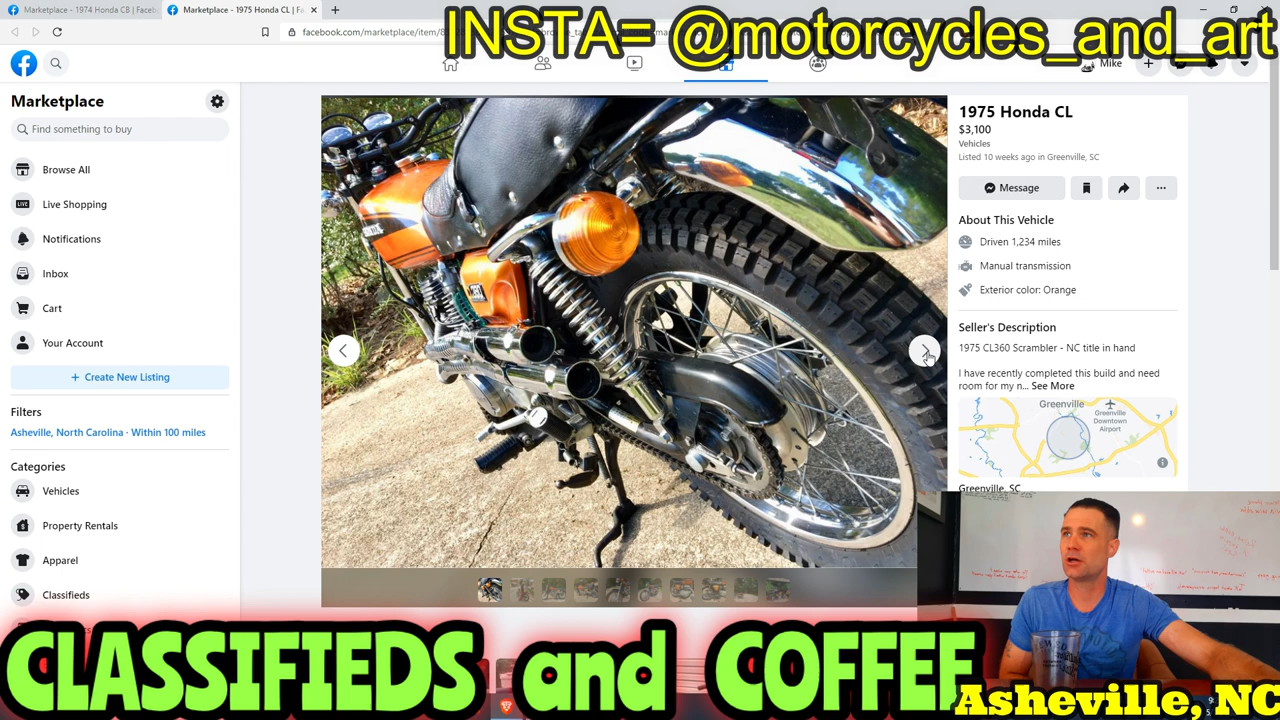 Marketplace - 1974 Honda CB | Faceb
Marketplace - 1975 Honda CL | Fa
INSTA= @motorcycles_and_art
facebook.com/marketplace/item/8
Mike
Marketplace
Find something to buy
Browse All
LIVE
Live Shopping
Notifications
Inbox
Cart
Your Account
+ Create New Listing
Filters
Asheville, North Carolina · Within 100 miles
Categories
Vehicles
Property Rentals
Apparel
Classifieds
1975 Honda CL
$3,100
Vehicles
Listed 10 weeks ago in Greenville, SC
Message
About This Vehicle
Driven 1,234 miles
Manual transmission
Exterior color: Orange
Seller's Description
1975 CL360 Scrambler - NC title in hand
I have recently completed this build and need
room for my n... See More
Greenville
Greenville
Downtown
Airport
Greenville, SC
CLASSIFIEDS and COFFEE
Asheville, NC